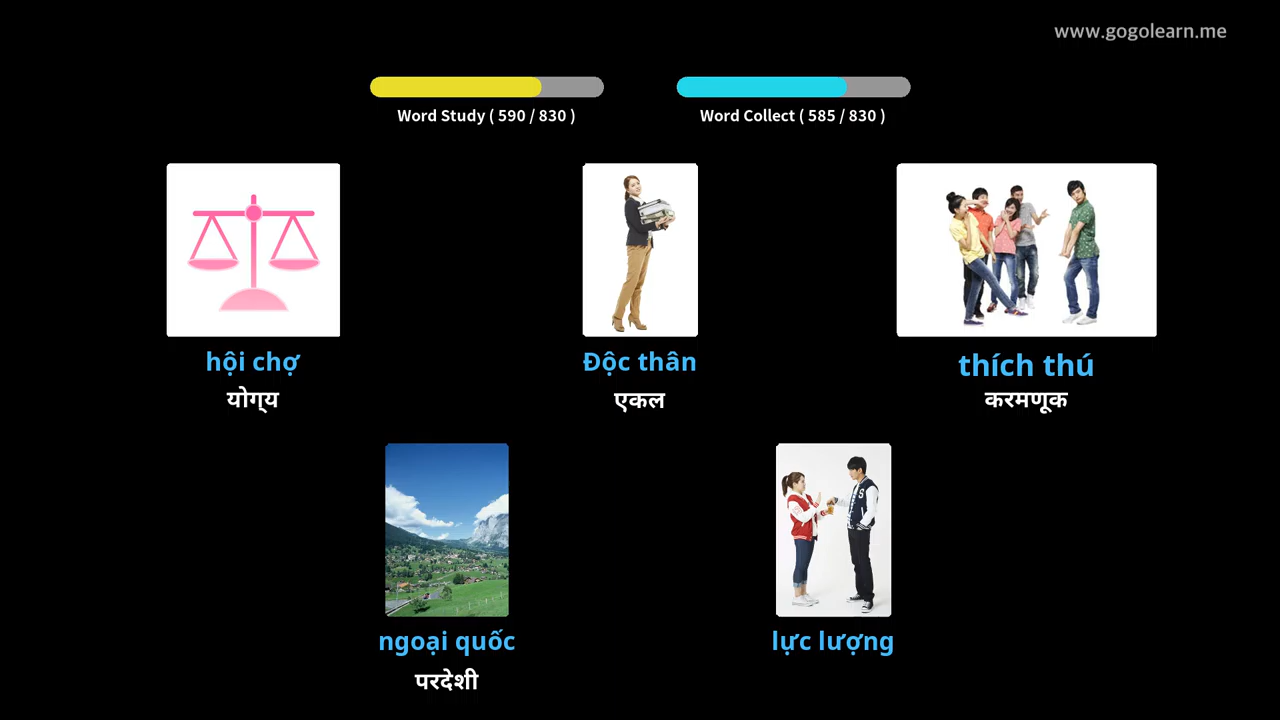 www.gogolearn.me
Word Study ( 590 / 830 )
Word Collect ( 585 / 830 )
hội chợ
योग्य
Độc thân
एकल
thích thú
करमणूक
ngoại quốc
परदेशी
lực lượng